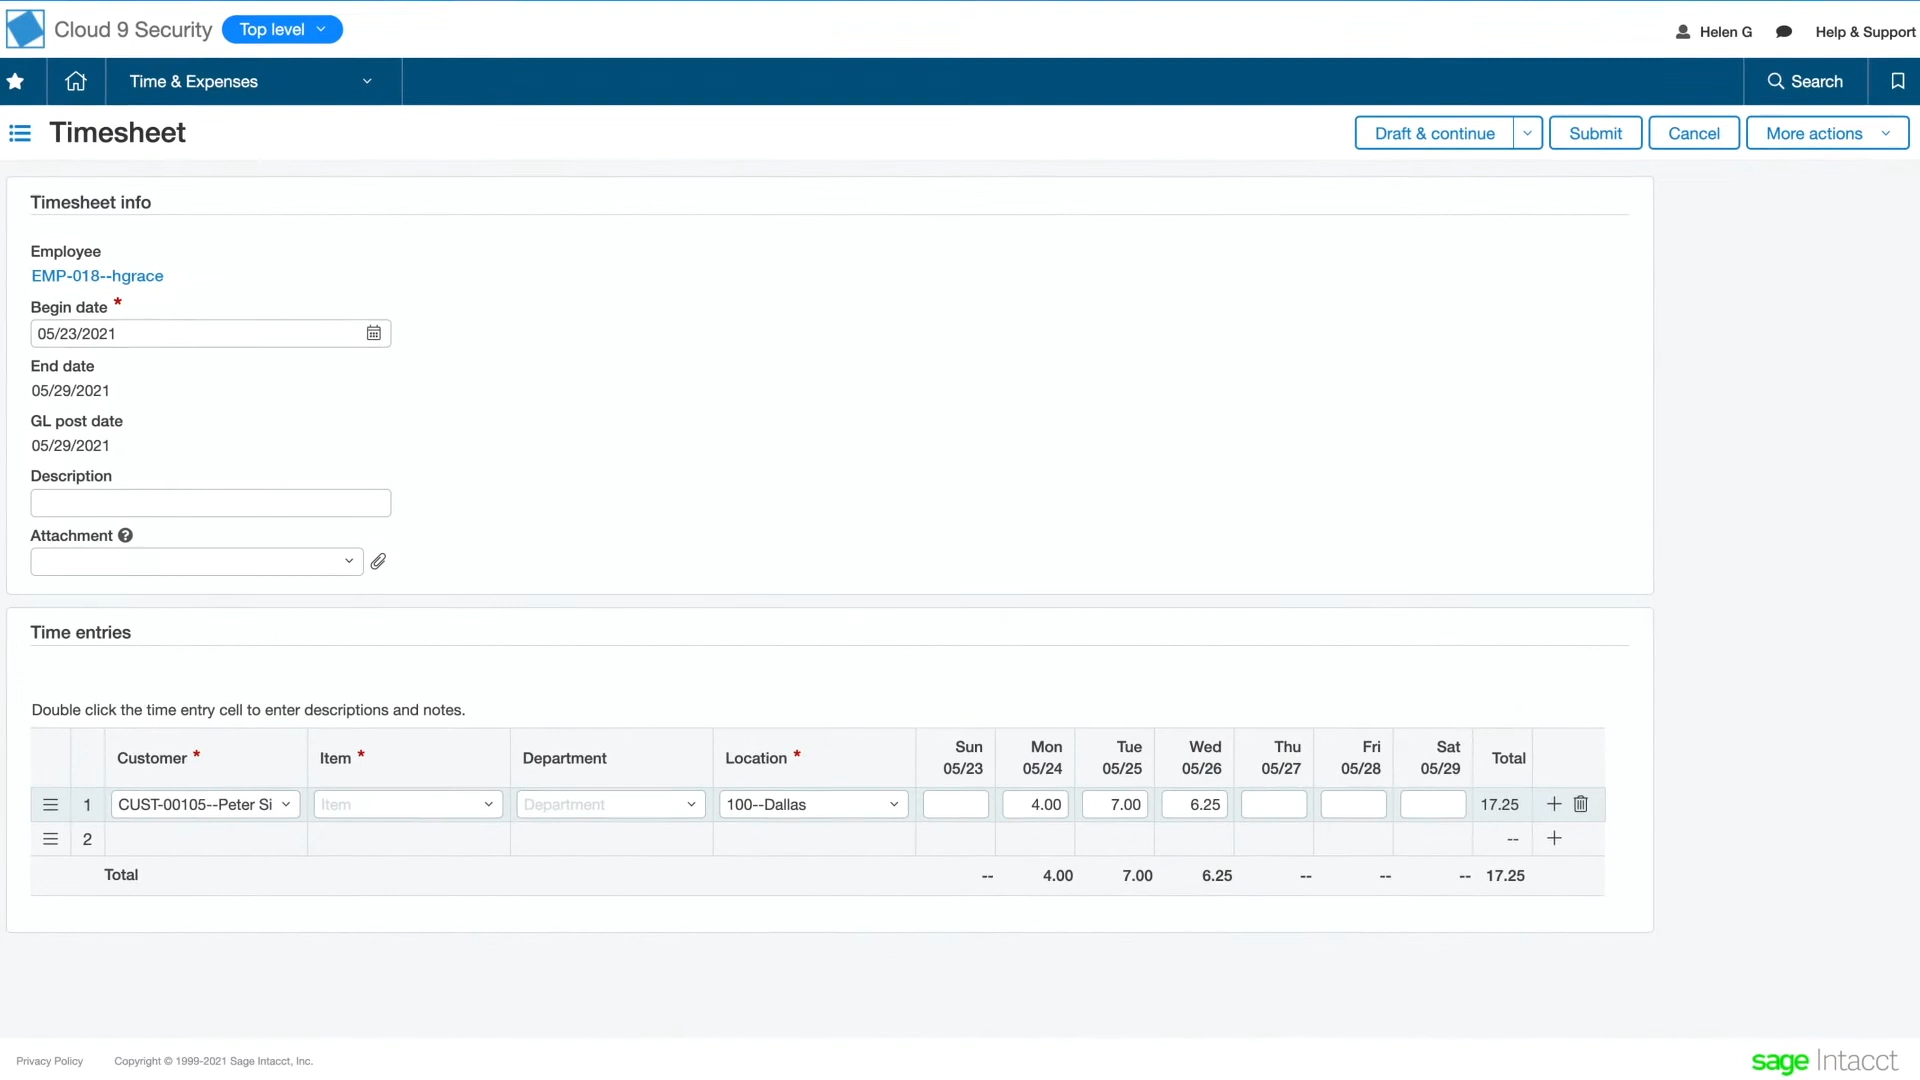 Cloud 9 Security Top level Helen G Help & Support
Time & Expenses Search
Timesheet Draft & continue Submit Cancel More actions
Timesheet info
Employee
EMP-018--hgrace
Begin date *
05/23/2021
End date
05/29/2021
GL post date
05/29/2021
Description
Attachment ?
Time entries
Double click the time entry cell to enter descriptions and notes.
Customer * Item * Department Location * Sun 05/23 Mon 05/24 Tue 05/25 Wed 05/26 Thu 05/27 Fri 05/28 Sat 05/29 Total
1 CUST-00105--Peter Si Item Department 100--Dallas 4.00 7.00 6.25 17.25
2 --
Total -- 4.00 7.00 6.25 -- -- -- 17.25
Privacy Policy Copyright © 1999-2021 Sage Intacct, Inc. sage Intacct